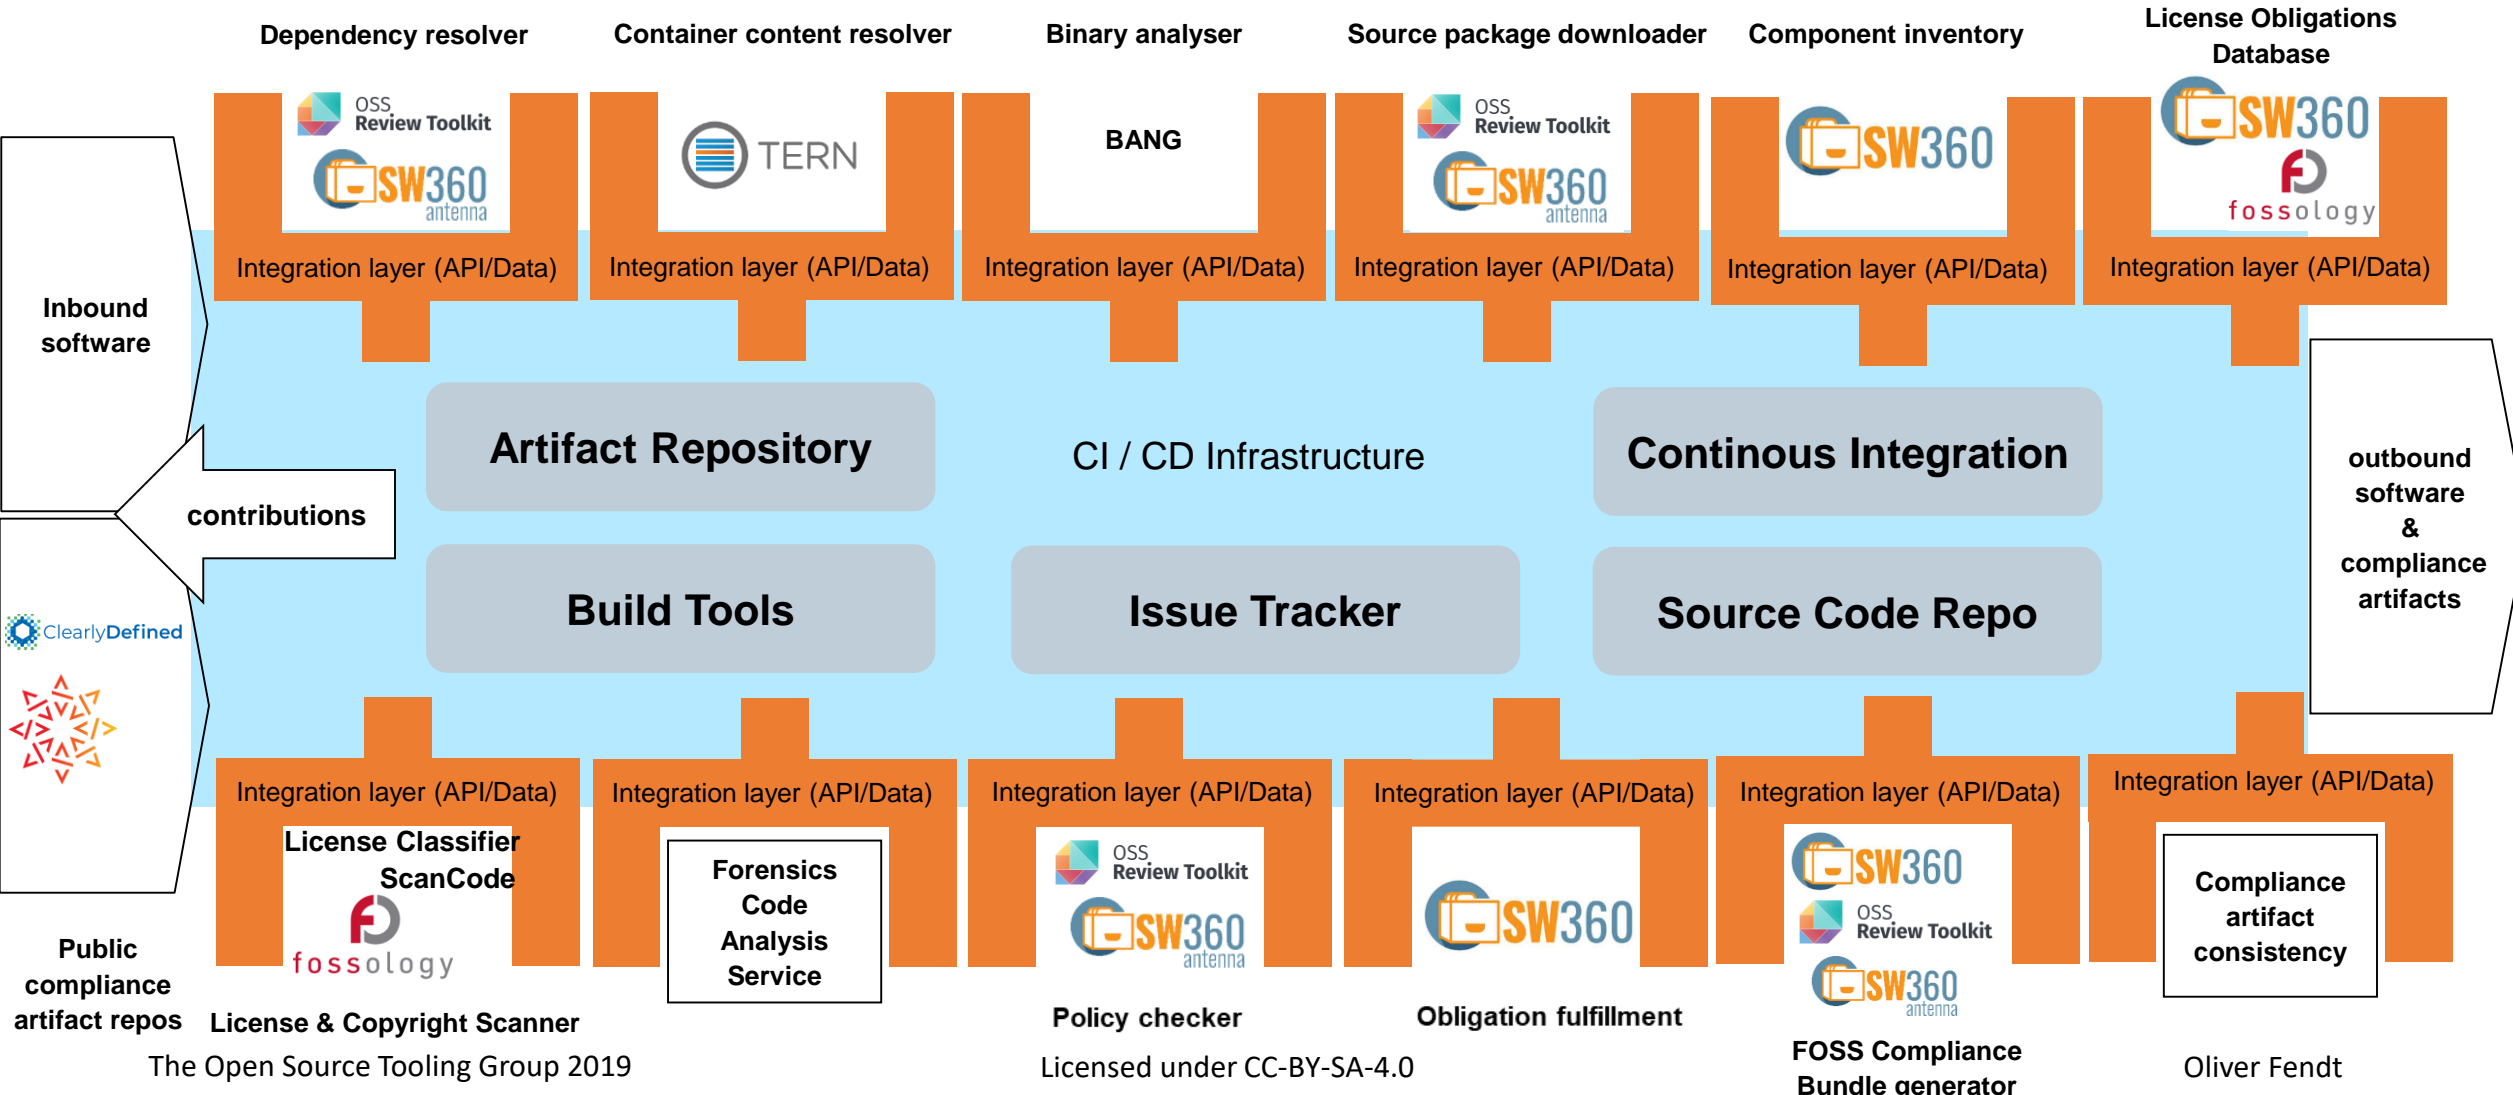 Dependency resolver
Container content resolver
Binary analyser
Source package downloader
Component inventory
License Obligations
Database
OSS
Review Toolkit
SW360
antenna
TERN
BANG
OSS
Review Toolkit
SW360
antenna
SW360
SW360
fossology
Integration layer (API/Data)
Integration layer (API/Data)
Integration layer (API/Data)
Integration layer (API/Data)
Integration layer (API/Data)
Integration layer (API/Data)
Inbound
software
contributions
Artifact Repository
CI / CD Infrastructure
Continous Integration
Build Tools
Issue Tracker
Source Code Repo
outbound
software
&
compliance
artifacts
ClearlyDefined
Integration layer (API/Data)
Integration layer (API/Data)
Integration layer (API/Data)
Integration layer (API/Data)
Integration layer (API/Data)
Integration layer (API/Data)
License Classifier
ScanCode
fossology
Forensics
Code
Analysis
Service
OSS
Review Toolkit
SW360
antenna
SW360
SW360
OSS
Review Toolkit
SW360
antenna
Compliance
artifact
consistency
Public
compliance
artifact repos
License & Copyright Scanner
Policy checker
Obligation fulfillment
FOSS Compliance
Bundle generator
The Open Source Tooling Group 2019
Licensed under CC-BY-SA-4.0
Oliver Fendt